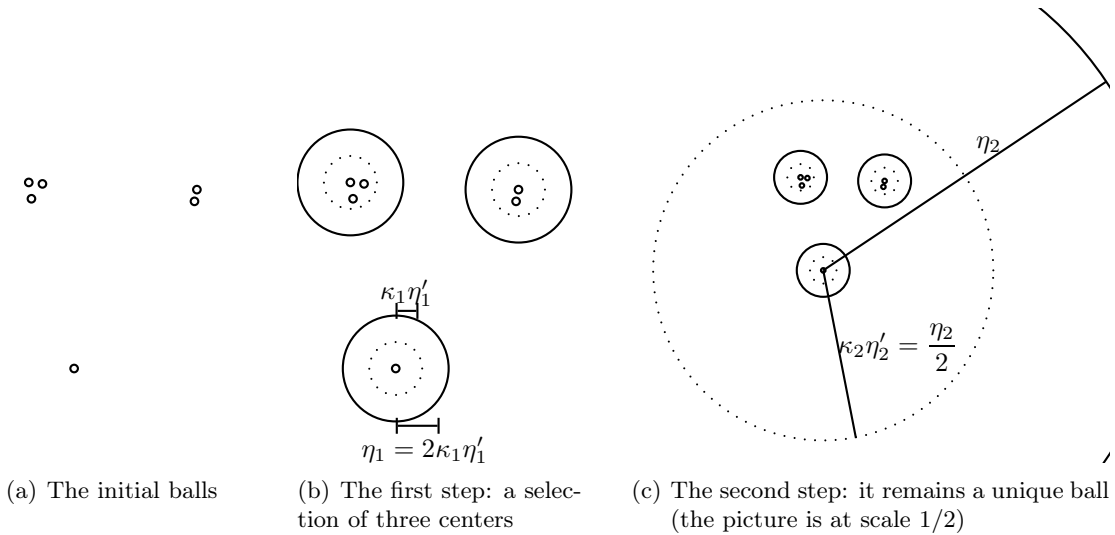 η₂
κ₁η′₁
κ₂η′₂ = η₂/2
η₁ = 2κ₁η′₁
(a) The initial balls
(b) The first step: a selec-
tion of three centers
(c) The second step: it remains a unique ball
(the picture is at scale 1/2)